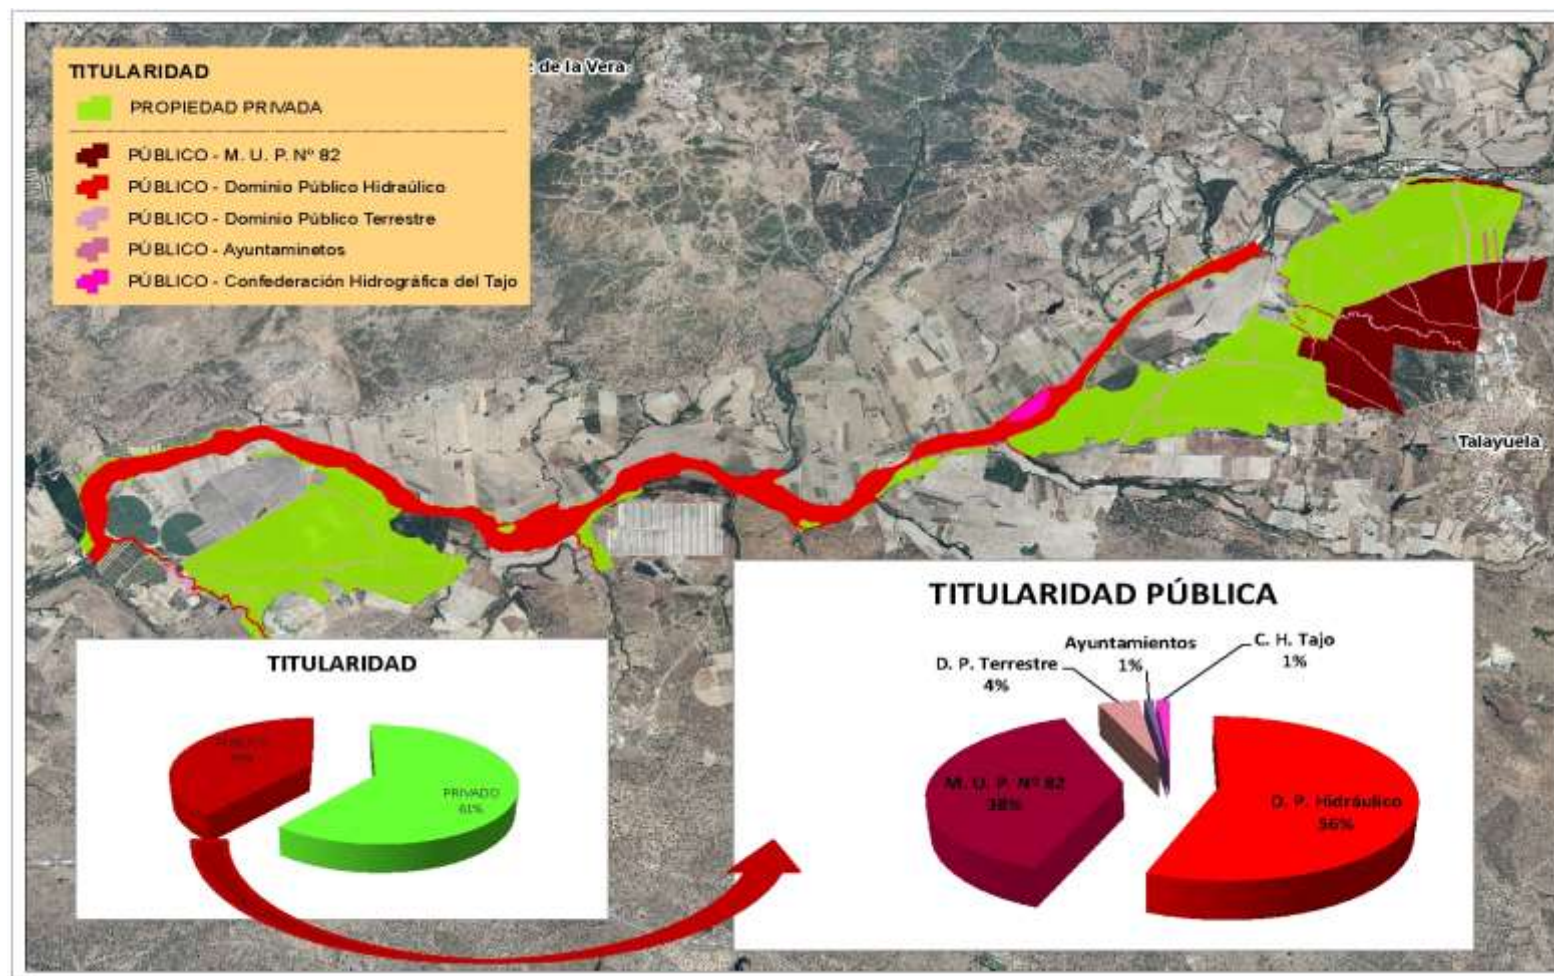 TITULARIDAD
PROPIEDAD PRIVADA
PÚBLICO - M. U. P. Nº 82
PÚBLICO - Dominio Público Hidraúlico
PÚBLICO - Dominio Público Terrestre
PÚBLICO - Ayuntaminetos
PÚBLICO - Confederación Hidrográfica del Tajo
de la Vera
Talayuela
TITULARIDAD
PRIVADO
61%
TITULARIDAD PÚBLICA
Ayuntamientos
1%
C. H. Tajo
1%
D. P. Terrestre
4%
M. U. P. Nº 82
38%
D. P. Hidráulico
56%